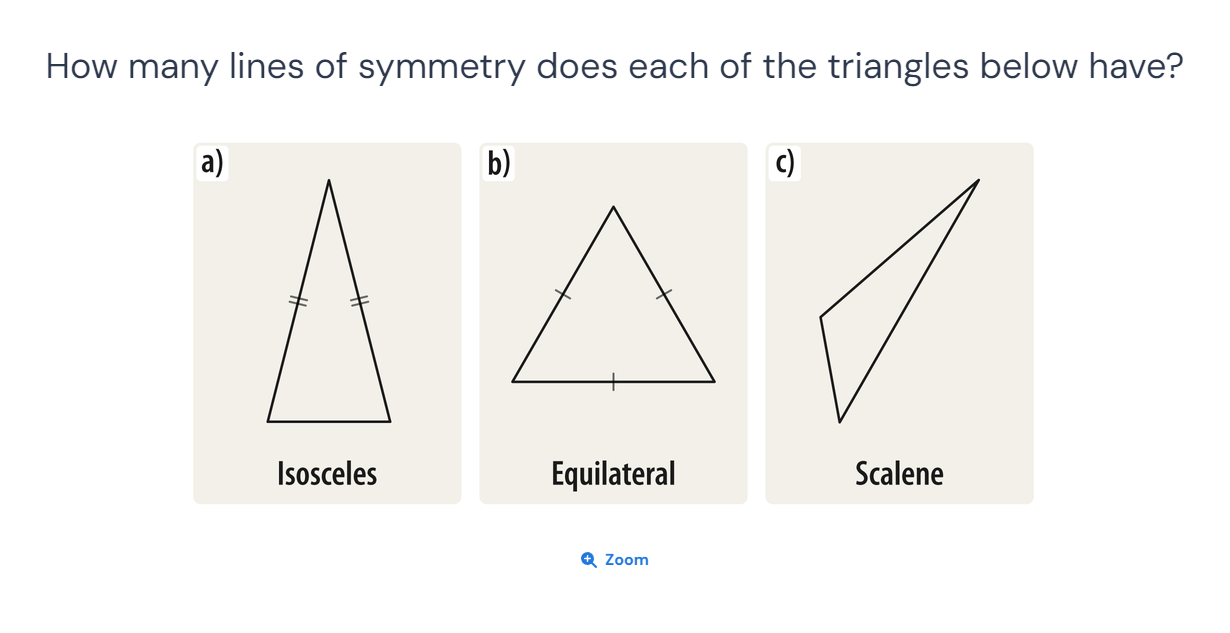 How many lines of symmetry does each of the triangles below have?
a)
b)
c)
Isosceles
Equilateral
Scalene
Zoom